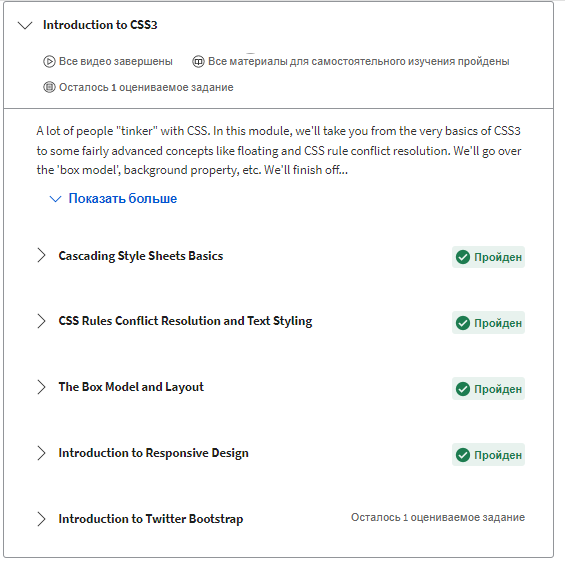 Introduction to CSS3
Все видео завершены Все материалы для самостоятельного изучения пройдены
Осталось 1 оцениваемое задание
A lot of people "tinker" with CSS. In this module, we'll take you from the very basics of CSS3
to some fairly advanced concepts like floating and CSS rule conflict resolution. We'll go over
the 'box model', background property, etc. We'll finish off...
Показать больше
Cascading Style Sheets Basics Пройден
CSS Rules Conflict Resolution and Text Styling Пройден
The Box Model and Layout Пройден
Introduction to Responsive Design Пройден
Introduction to Twitter Bootstrap Осталось 1 оцениваемое задание